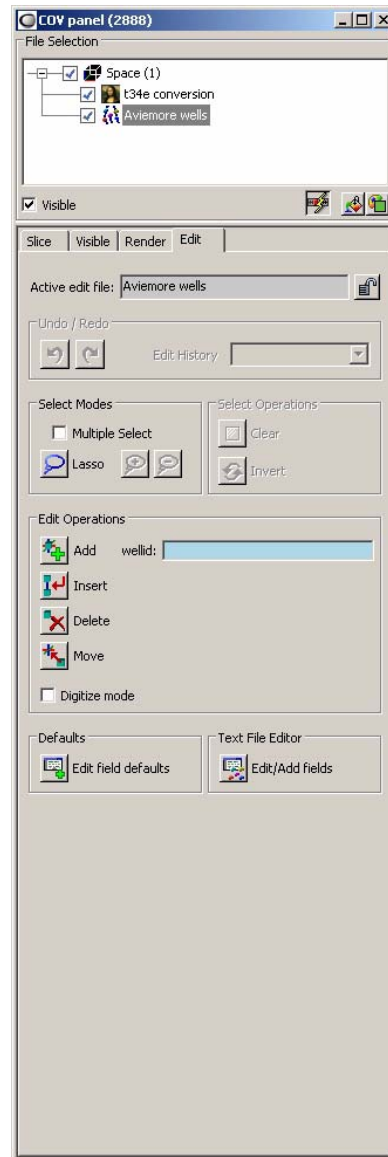 COV panel (2888)
File Selection
Space (1)
t34e conversion
Aviemore wells
Visible
Slice Visible Render Edit
Active edit file: Aviemore wells
Undo / Redo
Edit History
Select Modes Select Operations
Multiple Select Clear
Lasso Invert
Edit Operations
Add wellid:
Insert
Delete
Move
Digitize mode
Defaults Text File Editor
Edit field defaults Edit/Add fields